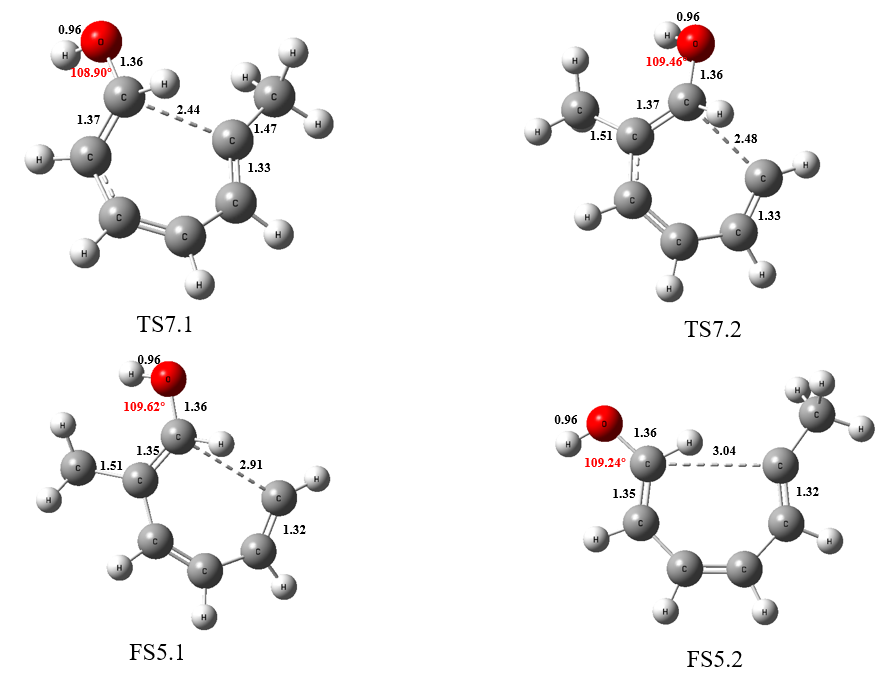 0.96
O
H
1.36
108.90°
C
H
H
H
C
H
2.44
1.47
1.37
C
1.33
H
C
C
C
C
H
H
H
TS7.1
0.96
H
O
109.46°
1.36
H
C
H
1.51
1.37
C
H
C
2.48
C
H
C
1.33
H
C
C
H
H
TS7.2
0.96
H
C
109.62°
1.36
H
C
H
1.51
H
1.35
C
C
2.91
C
H
1.32
C
H
C
C
H
H
FS5.1
0.96
O
H
1.36
109.24°
C
H
3.04
H
H
C
H
C
1.35
1.32
C
H
C
H
C
C
H
H
FS5.2